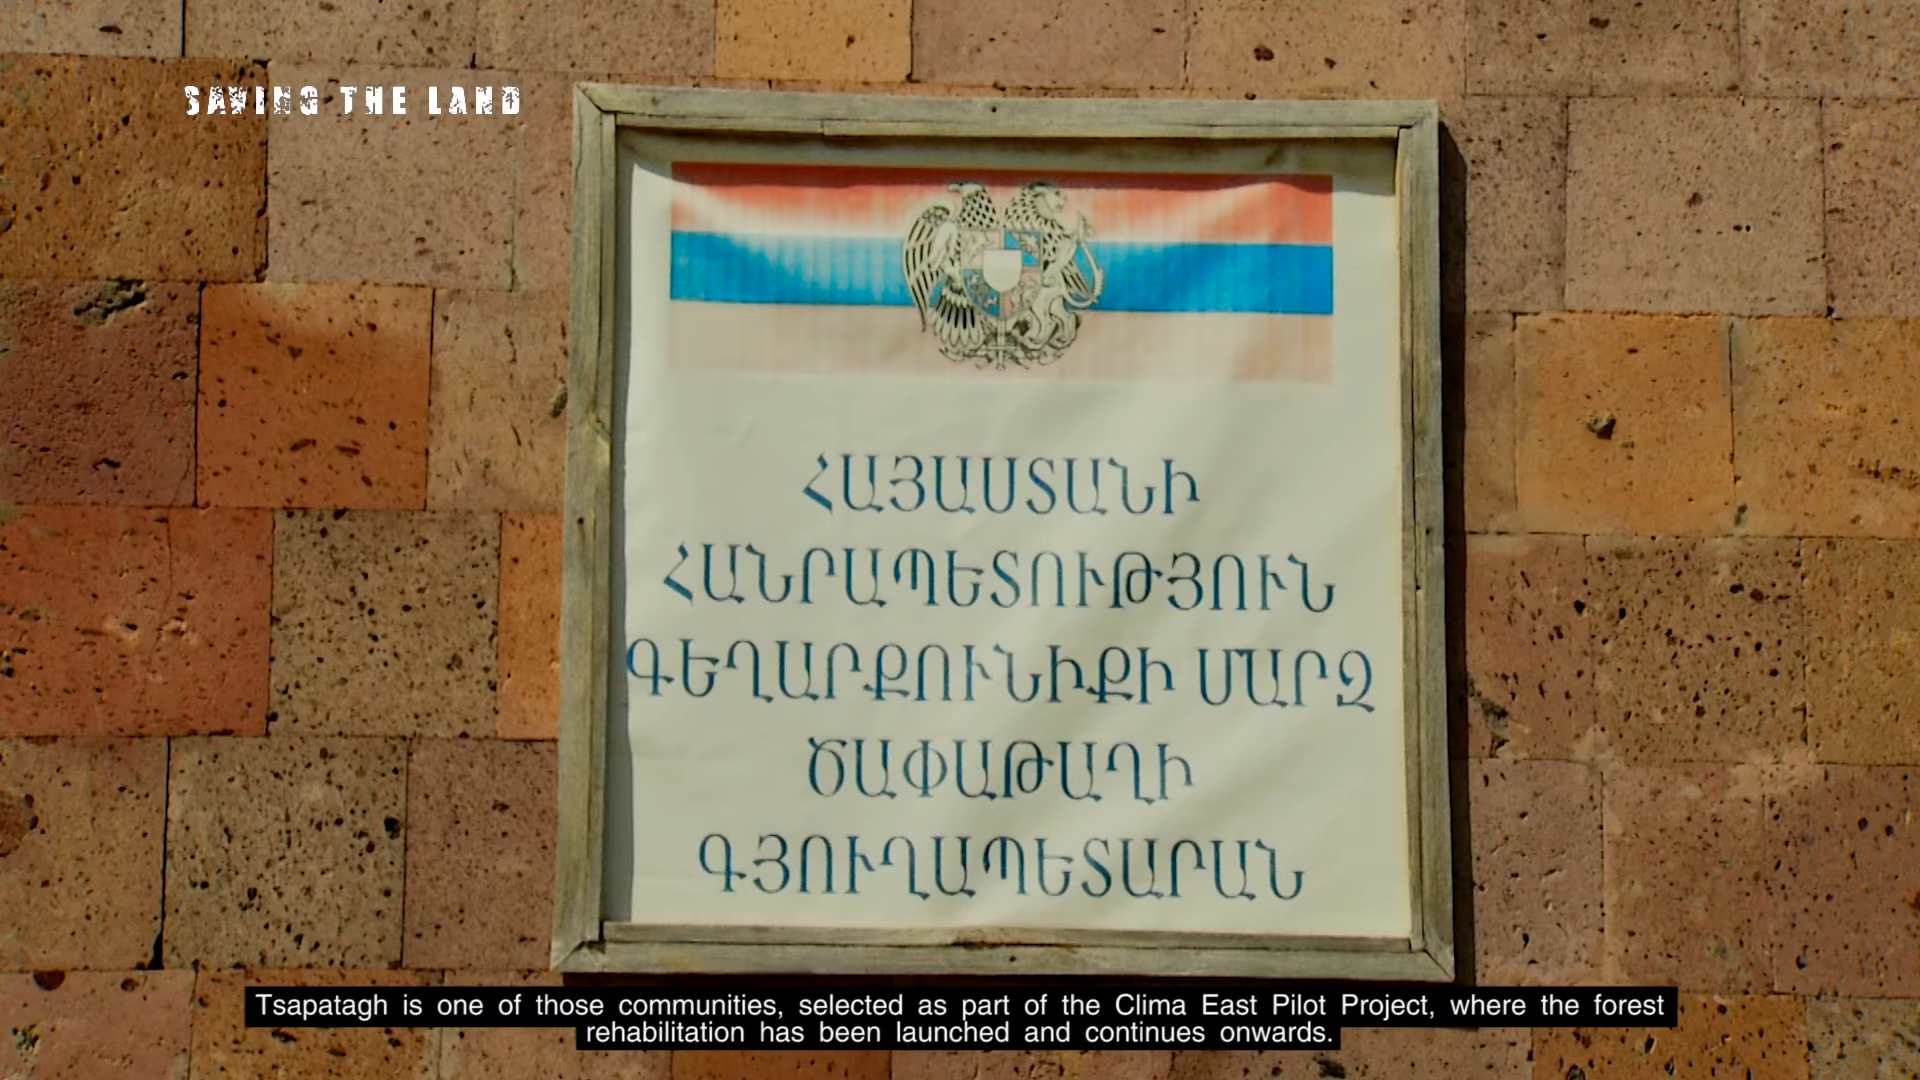 SAVING THE LAND
ՀԱՅԱՍՏԱՆԻ
ՀԱՆՐԱՊԵՏՈՒԹՅՈՒՆ
ԳԵՂԱՐՔՈՒՆԻՔԻ ՄԱՐԶ
ԾԱՓԱԹԱՂԻ
ԳՅՈՒՂԱՊԵՏԱՐԱՆ
Tsapatagh is one of those communities, selected as part of the Clima East Pilot Project, where the forest
rehabilitation has been launched and continues onwards.